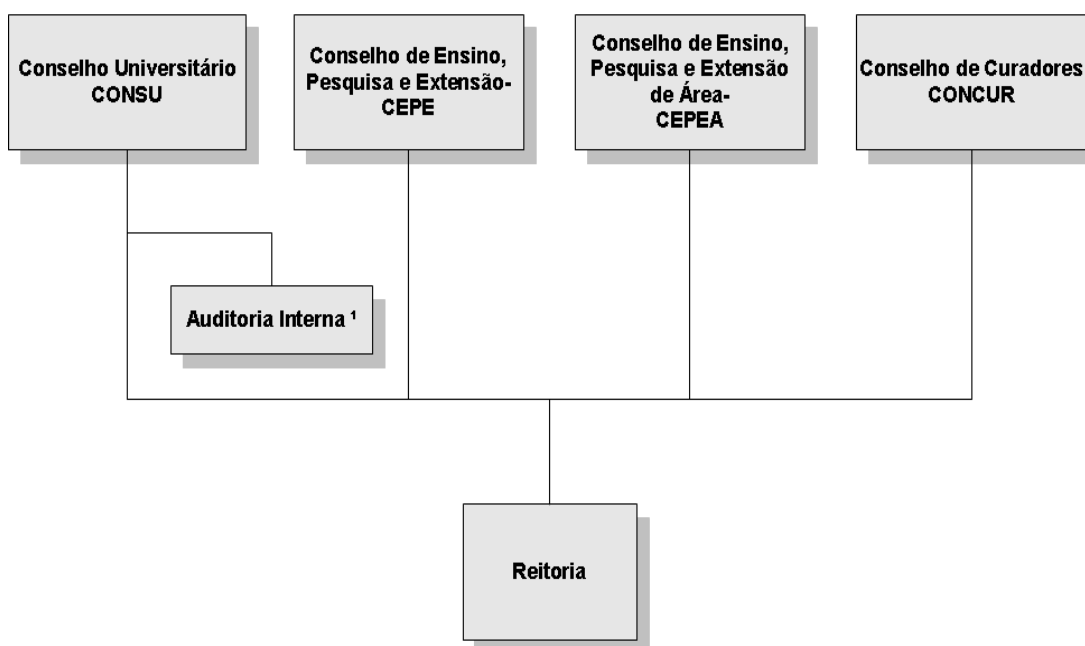 Conselho Universitário
CONSU
Conselho de Ensino,
Pesquisa e Extensão-
CEPE
Conselho de Ensino,
Pesquisa e Extensão
de Área-
CEPEA
Conselho de Curadores
CONCUR
Auditoria Interna ¹
Reitoria